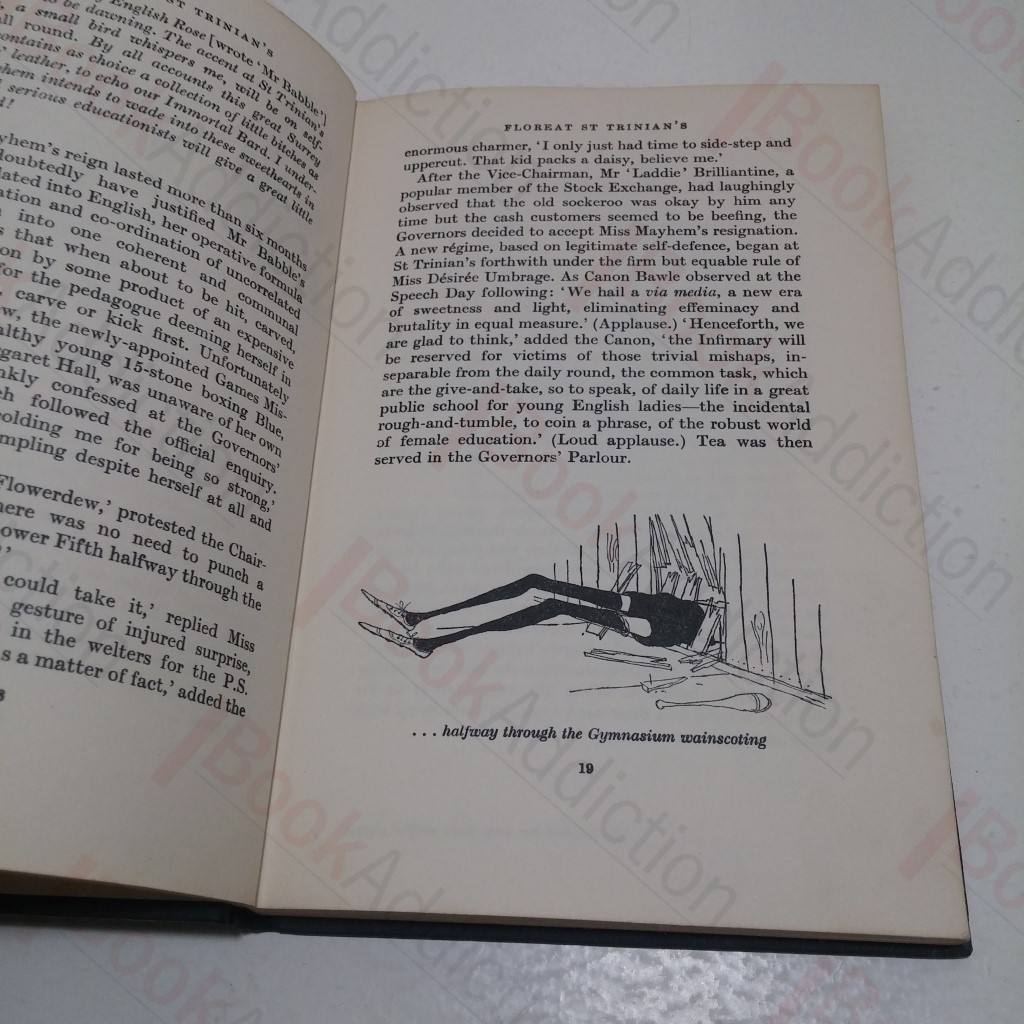 ST TRINIAN'S
be dawning. The accent at St Trinian's
English Rose [wrote 'Mr Babble']
a small bird whispers me, will be on self-
all round. By all accounts this great Surrey
contains as choice a collection of little bitches as
leather, to echo our Immortal Bard. I under-
hem intends to wade into these sweethearts in
serious educationists will give a great little
yhem's reign lasted more than six months
doubtedly have justified Mr Babble's
lated into English, her operative formula
ation and co-ordination of uncorrelated
into one coherent and communal
s that when about to be hit, carved,
on by some product of an expensive
for the pedagogue deeming herself in
carve or kick first. Unfortunately
w, the newly-appointed Games Mis-
althy young 15-stone boxing Blue,
rgaret Hall, was unaware of her own
nkly confessed at the Governors'
ch followed the official enquiry.
olding me for being so strong,'
mpling despite herself at all and
Flowerdew,' protested the Chair-
here was no need to punch a
ower Fifth halfway through the
could take it,' replied Miss
gesture of injured surprise,
in the welters for the P.S.
s a matter of fact,' added the
FLOREAT ST TRINIAN'S
enormous charmer, 'I only just had time to side-step and
uppercut. That kid packs a daisy, believe me.'
After the Vice-Chairman, Mr 'Laddie' Brilliantine, a
popular member of the Stock Exchange, had laughingly
observed that the old sockeroo was okay by him any
time but the cash customers seemed to be beefing, the
Governors decided to accept Miss Mayhem's resignation.
A new régime, based on legitimate self-defence, began at
St Trinian's forthwith under the firm but equable rule of
Miss Désirée Umbrage. As Canon Bawle observed at the
Speech Day following: 'We hail a via media, a new era
of sweetness and light, eliminating effeminacy and
brutality in equal measure.' (Applause.) 'Henceforth, we
are glad to think,' added the Canon, 'the Infirmary will
be reserved for victims of those trivial mishaps, in-
separable from the daily round, the common task, which
are the give-and-take, so to speak, of daily life in a great
public school for young English ladies—the incidental
rough-and-tumble, to coin a phrase, of the robust world
of female education.' (Loud applause.) Tea was then
served in the Governors' Parlour.
. . . halfway through the Gymnasium wainscoting
19
BookAddiction